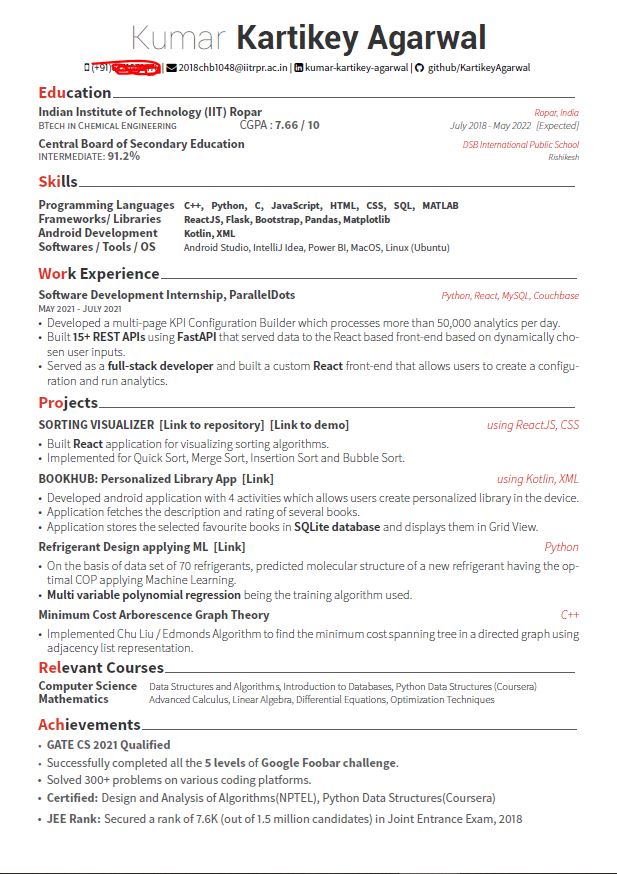 Kumar Kartikey Agarwal
(+91) | 2018chb1048@iitrpr.ac.in | kumar-kartikey-agarwal | github/KartikeyAgarwal
Education
Indian Institute of Technology (IIT) Ropar Ropar, India
BTech in Chemical Engineering CGPA : 7.66 / 10 July 2018 - May 2022 [Expected]
Central Board of Secondary Education DSB International Public School
INTERMEDIATE: 91.2% Rishikesh
Skills
Programming Languages C++, Python, C, JavaScript, HTML, CSS, SQL, MATLAB
Frameworks/ Libraries ReactJS, Flask, Bootstrap, Pandas, Matplotlib
Android Development Kotlin, XML
Softwares / Tools / OS Android Studio, IntelliJ Idea, Power BI, MacOS, Linux (Ubuntu)
Work Experience
Software Development Internship, ParallelDots Python, React, MySQL, Couchbase
MAY 2021 - JULY 2021
• Developed a multi-page KPI Configuration Builder which processes more than 50,000 analytics per day.
• Built 15+ REST APIs using FastAPI that served data to the React based front-end based on dynamically cho-
sen user inputs.
• Served as a full-stack developer and built a custom React front-end that allows users to create a configu-
ration and run analytics.
Projects
SORTING VISUALIZER [Link to repository] [Link to demo] using ReactJS, CSS
• Built React application for visualizing sorting algorithms.
• Implemented for Quick Sort, Merge Sort, Insertion Sort and Bubble Sort.
BOOKHUB: Personalized Library App [Link] using Kotlin, XML
• Developed android application with 4 activities which allows users create personalized library in the device.
• Application fetches the description and rating of several books.
• Application stores the selected favourite books in SQLite database and displays them in Grid View.
Refrigerant Design applying ML [Link] Python
• On the basis of data set of 70 refrigerants, predicted molecular structure of a new refrigerant having the op-
timal COP applying Machine Learning.
• Multi variable polynomial regression being the training algorithm used.
Minimum Cost Arborescence Graph Theory C++
• Implemented Chu Liu / Edmonds Algorithm to find the minimum cost spanning tree in a directed graph using
adjacency list representation.
Relevant Courses
Computer Science Data Structures and Algorithms, Introduction to Databases, Python Data Structures (Coursera)
Mathematics Advanced Calculus, Linear Algebra, Differential Equations, Optimization Techniques
Achievements
• GATE CS 2021 Qualified
• Successfully completed all the 5 levels of Google Foobar challenge.
• Solved 300+ problems on various coding platforms.
• Certified: Design and Analysis of Algorithms(NPTEL), Python Data Structures(Coursera)
• JEE Rank: Secured a rank of 7.6K (out of 1.5 million candidates) in Joint Entrance Exam, 2018